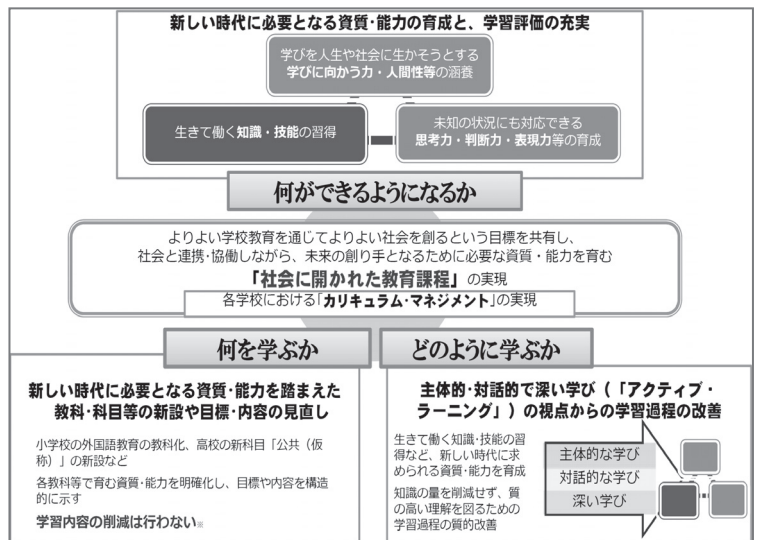 新しい時代に必要となる資質・能力の育成と、学習評価の充実
学びを人生や社会に生かそうとする
学びに向かう力・人間性等の涵養
生きて働く知識・技能の習得
未知の状況にも対応できる
思考力・判断力・表現力等の育成
何ができるようになるか
よりよい学校教育を通じてよりよい社会を創るという目標を共有し、
社会と連携・協働しながら、未来の創り手となるために必要な資質・能力を育む
「社会に開かれた教育課程」の実現
各学校における「カリキュラム・マネジメント」の実現
何を学ぶか
どのように学ぶか
新しい時代に必要となる資質・能力を踏まえた
教科・科目等の新設や目標・内容の見直し
小学校の外国語教育の教科化、高校の新科目「公共（仮
称）」の新設など
各教科等で育む資質・能力を明確化し、目標や内容を構造
的に示す
学習内容の削減は行わない※
主体的・対話的で深い学び（「アクティブ・
ラーニング」）の視点からの学習過程の改善
生きて働く知識・技能の習
得など、新しい時代に求
められる資質・能力を育成
知識の量を削減せず、質
の高い理解を図るための
学習過程の質的改善
主体的な学び
対話的な学び
深い学び